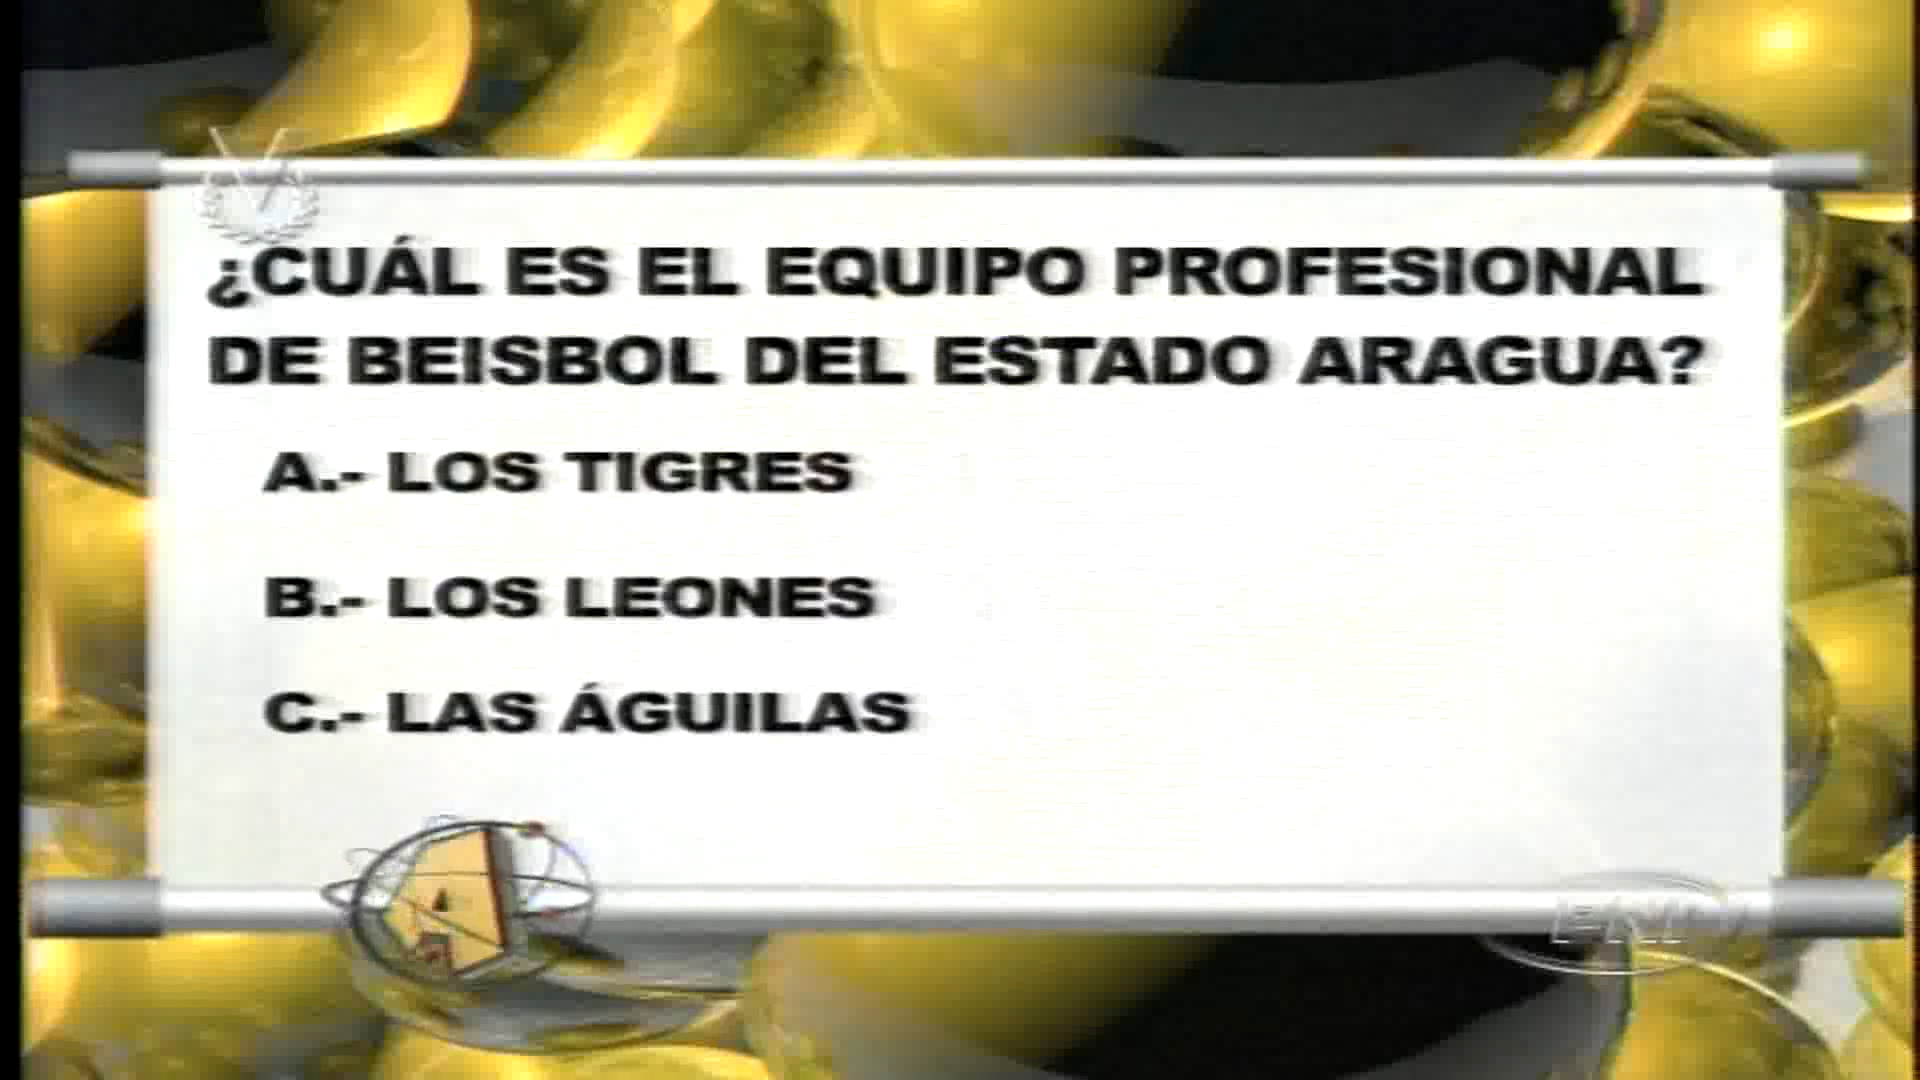 ¿CUÁL ES EL EQUIPO PROFESIONAL
DE BEISBOL DEL ESTADO ARAGUA?
A.- LOS TIGRES
B.- LOS LEONES
C.- LAS ÁGUILAS